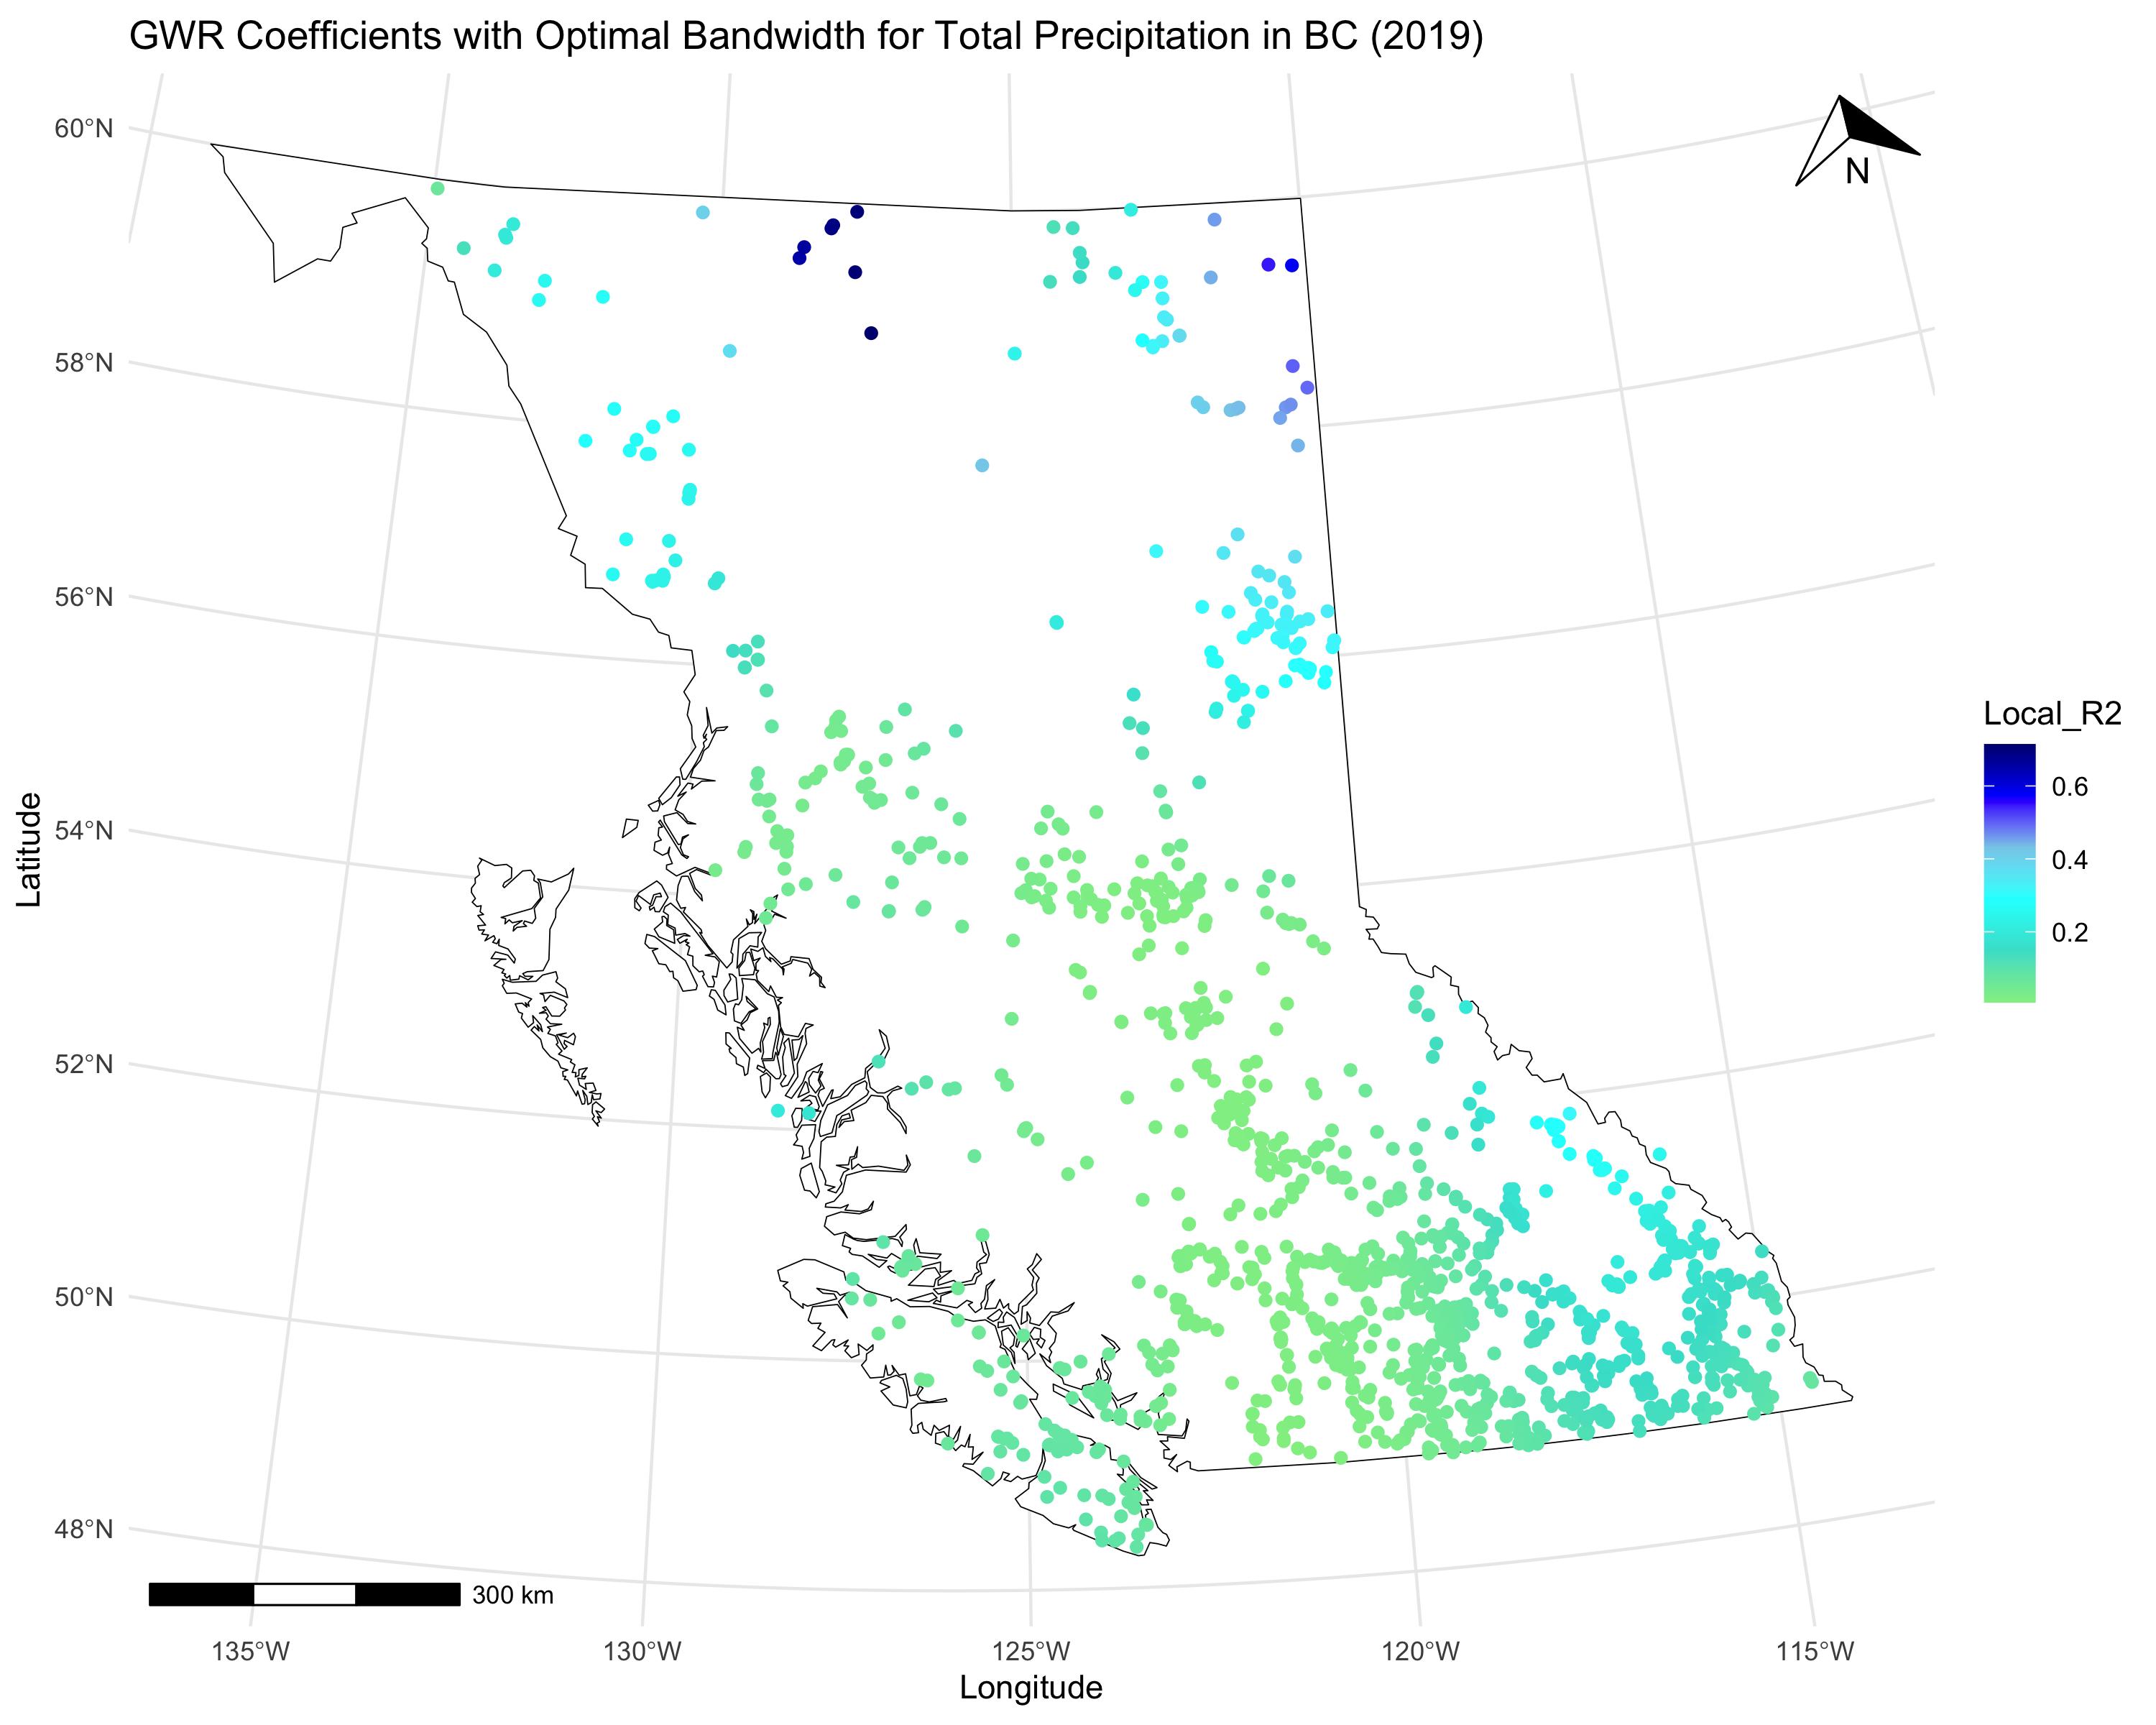 GWR Coefficients with Optimal Bandwidth for Total Precipitation in BC (2019)
60°N
58°N
56°N
54°N
52°N
50°N
48°N
Latitude
N
Local_R2
0.6
0.4
0.2
300 km
135°W
130°W
125°W
120°W
115°W
Longitude